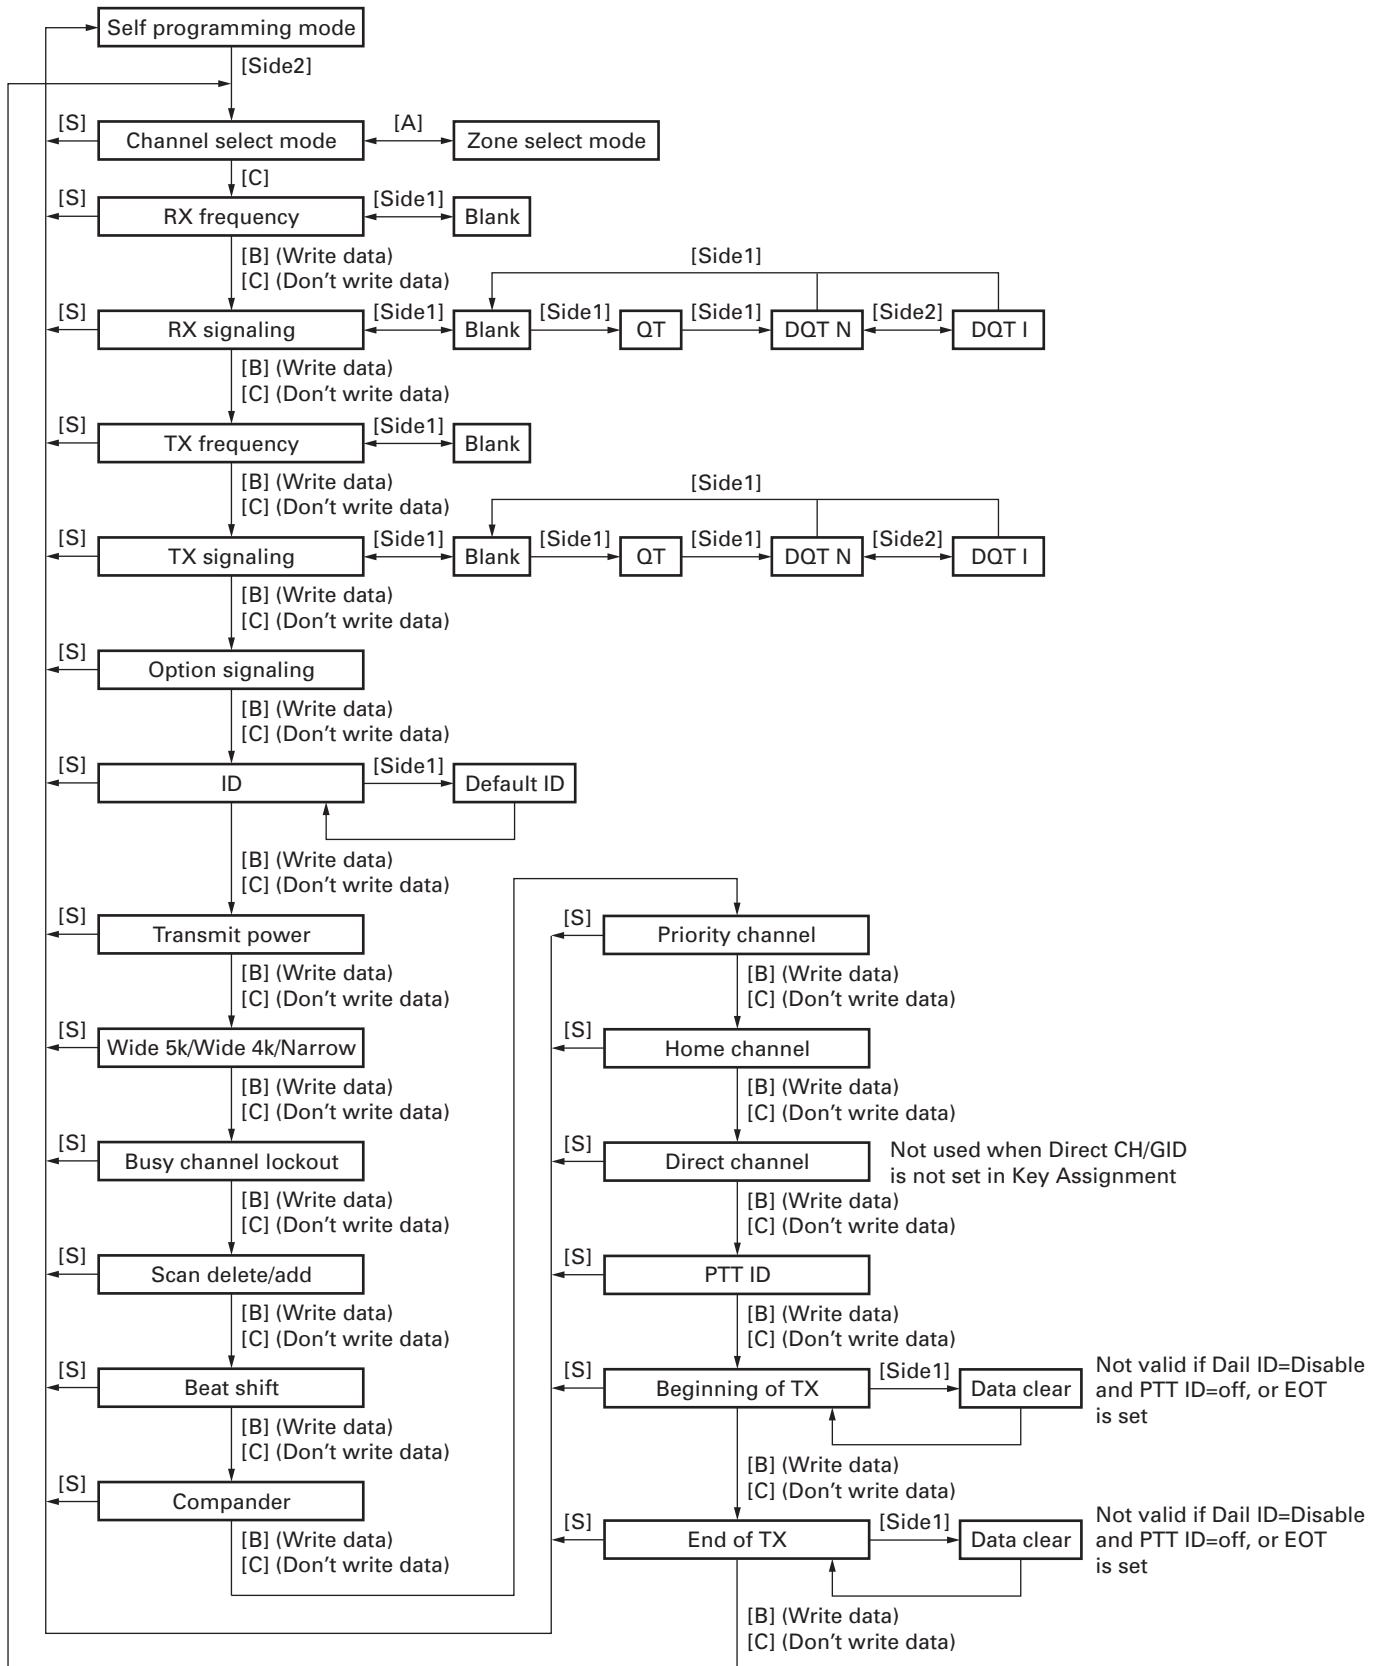 Self programming mode
[Side2]
[S]
Channel select mode
[A]
Zone select mode
[C]
[S]
RX frequency
[Side1]
Blank
[B] (Write data)
[C] (Don't write data)
[Side1]
[S]
RX signaling
[Side1]
Blank
[Side1]
QT
[Side1]
DQT N
[Side2]
DQT I
[B] (Write data)
[C] (Don't write data)
[S]
TX frequency
[Side1]
Blank
[B] (Write data)
[C] (Don't write data)
[Side1]
[S]
TX signaling
[Side1]
Blank
[Side1]
QT
[Side1]
DQT N
[Side2]
DQT I
[B] (Write data)
[C] (Don't write data)
[S]
Option signaling
[B] (Write data)
[C] (Don't write data)
[S]
ID
[Side1]
Default ID
[B] (Write data)
[C] (Don't write data)
[S]
Transmit power
[B] (Write data)
[C] (Don't write data)
[S]
Wide 5k/Wide 4k/Narrow
[B] (Write data)
[C] (Don't write data)
[S]
Busy channel lockout
[B] (Write data)
[C] (Don't write data)
[S]
Scan delete/add
[B] (Write data)
[C] (Don't write data)
[S]
Beat shift
[B] (Write data)
[C] (Don't write data)
[S]
Compander
[B] (Write data)
[C] (Don't write data)
[S]
Priority channel
[B] (Write data)
[C] (Don't write data)
[S]
Home channel
[B] (Write data)
[C] (Don't write data)
[S]
Direct channel
Not used when Direct CH/GID
is not set in Key Assignment
[B] (Write data)
[C] (Don't write data)
[S]
PTT ID
[B] (Write data)
[C] (Don't write data)
[S]
Beginning of TX
[Side1]
Data clear
Not valid if Dail ID=Disable
and PTT ID=off, or EOT
is set
[B] (Write data)
[C] (Don't write data)
[S]
End of TX
[Side1]
Data clear
Not valid if Dail ID=Disable
and PTT ID=off, or EOT
is set
[B] (Write data)
[C] (Don't write data)